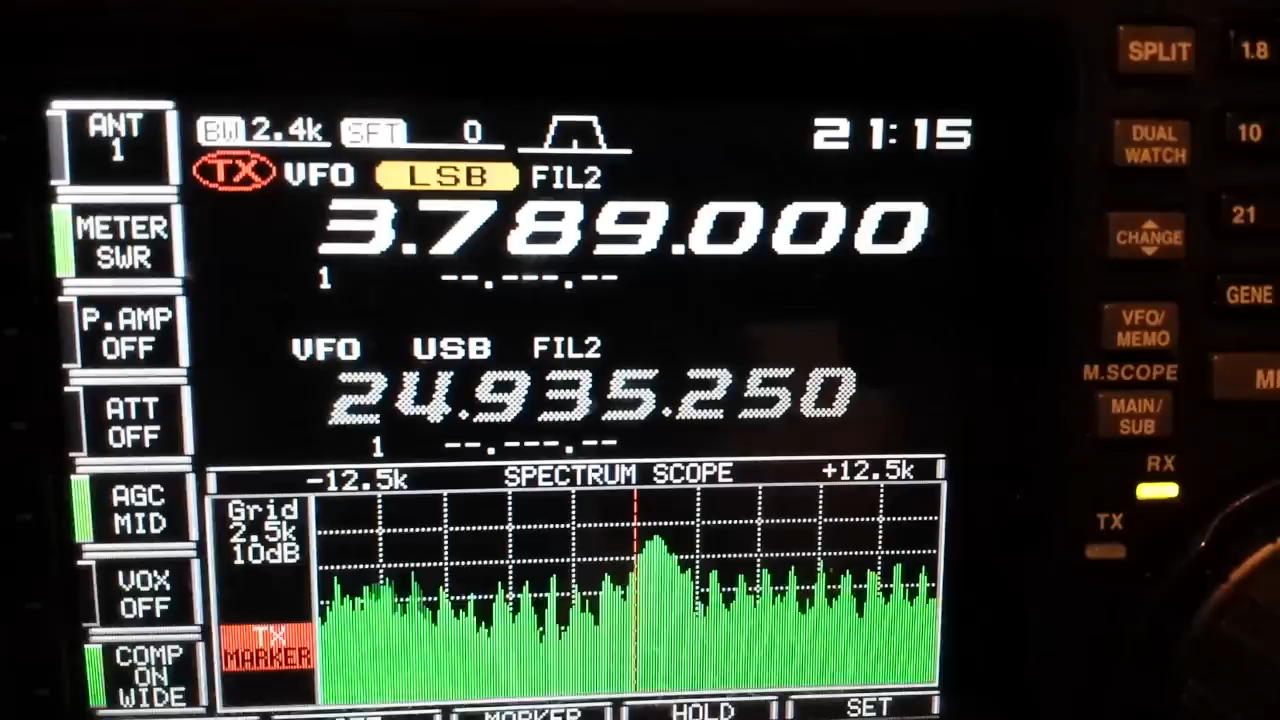 ANT
1
BW 2.4k SFT 0
21:15
TX VFO LSB FIL2
3.789.000
1 --.---.--
METER
SWR
P.AMP
OFF
VFO USB FIL2
24.935.250
1 --.---.--
ATT
OFF
AGC
MID
VOX
OFF
COMP
ON
WIDE
-12.5k SPECTRUM SCOPE +12.5k
Grid
2.5k
10dB
TX
MARKER
MARKER HOLD SET
SPLIT 1.8
DUAL
WATCH
10
CHANGE
21
VFO/
MEMO
GENE
M.SCOPE
MAIN/
SUB
RX
TX